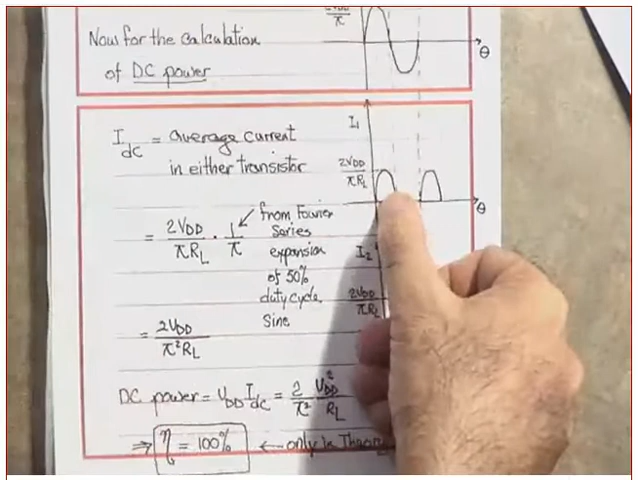 2VDD
π
θ
Now for the calculation
of DC power
I1
2VDD
πRL
θ
Idc = average current
in either transistor
= 2VDD/πRL · 1/π
from Fourier
Series
expansion
of 50%
duty cycle
Sine
I2
2VDD
πRL
= 2VDD/π²RL
DC power = VDD Idc = 2/π² VDD²/RL
⇒ η = 100% ← only in Theory